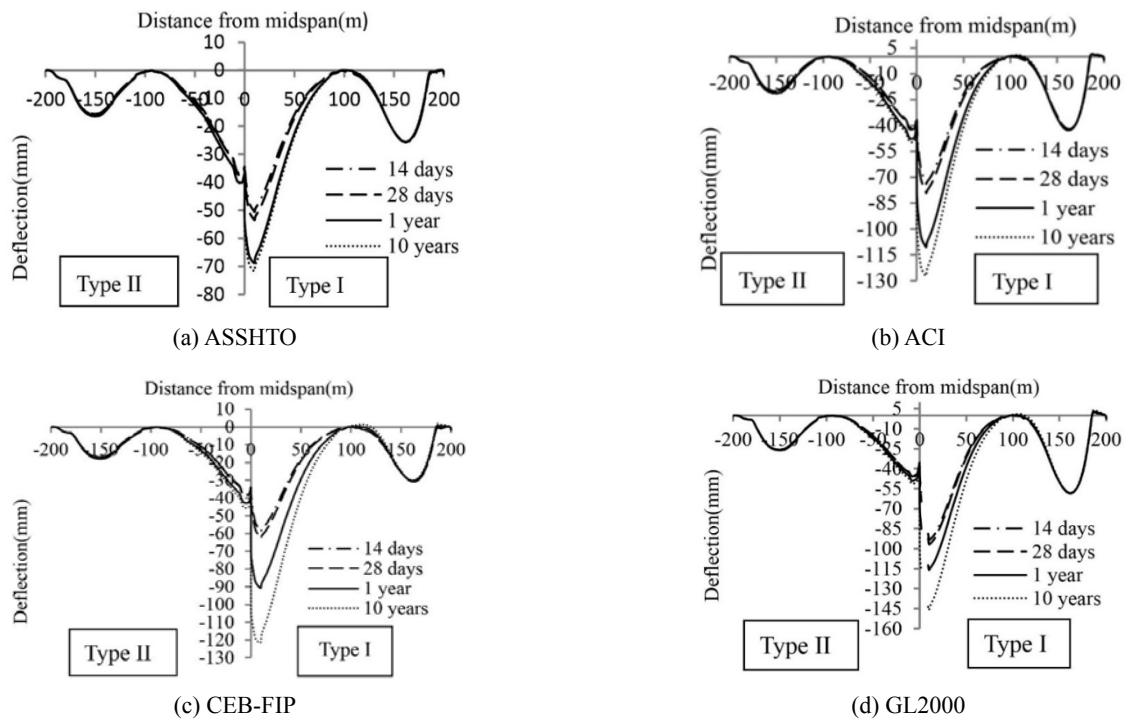 Distance from midspan(m)
10
0
-200 -150 -100 -50 0 50 100 150 200
-10
-20
-30
-40
-50
-60
-70
-80
Deflection(mm)
14 days
28 days
1 year
10 years
Type II
Type I
(a) ASSHTO
Distance from midspan(m)
5
-200 -150 -100 -50 0 50 100 150 200
-10
-25
-40
-55
-70
-85
-100
-115
-130
Deflection(mm)
14 days
28 days
1 year
10 years
Type II
Type I
(b) ACI
Distance from midspan(m)
10
0
-200 -150 -100 -50 0 50 100 150 200
-10
-20
-30
-40
-50
-60
-70
-80
-90
-100
-110
-120
-130
Deflection(mm)
14 days
28 days
1 year
10 years
Type II
Type I
(c) CEB-FIP
Distance from midspan(m)
5
-200 -150 -100 -50 0 50 100 150 200
-10
-25
-40
-55
-70
-85
-100
-115
-130
-145
-160
Deflection(mm)
14 days
28 days
1 year
10 years
Type II
Type I
(d) GL2000